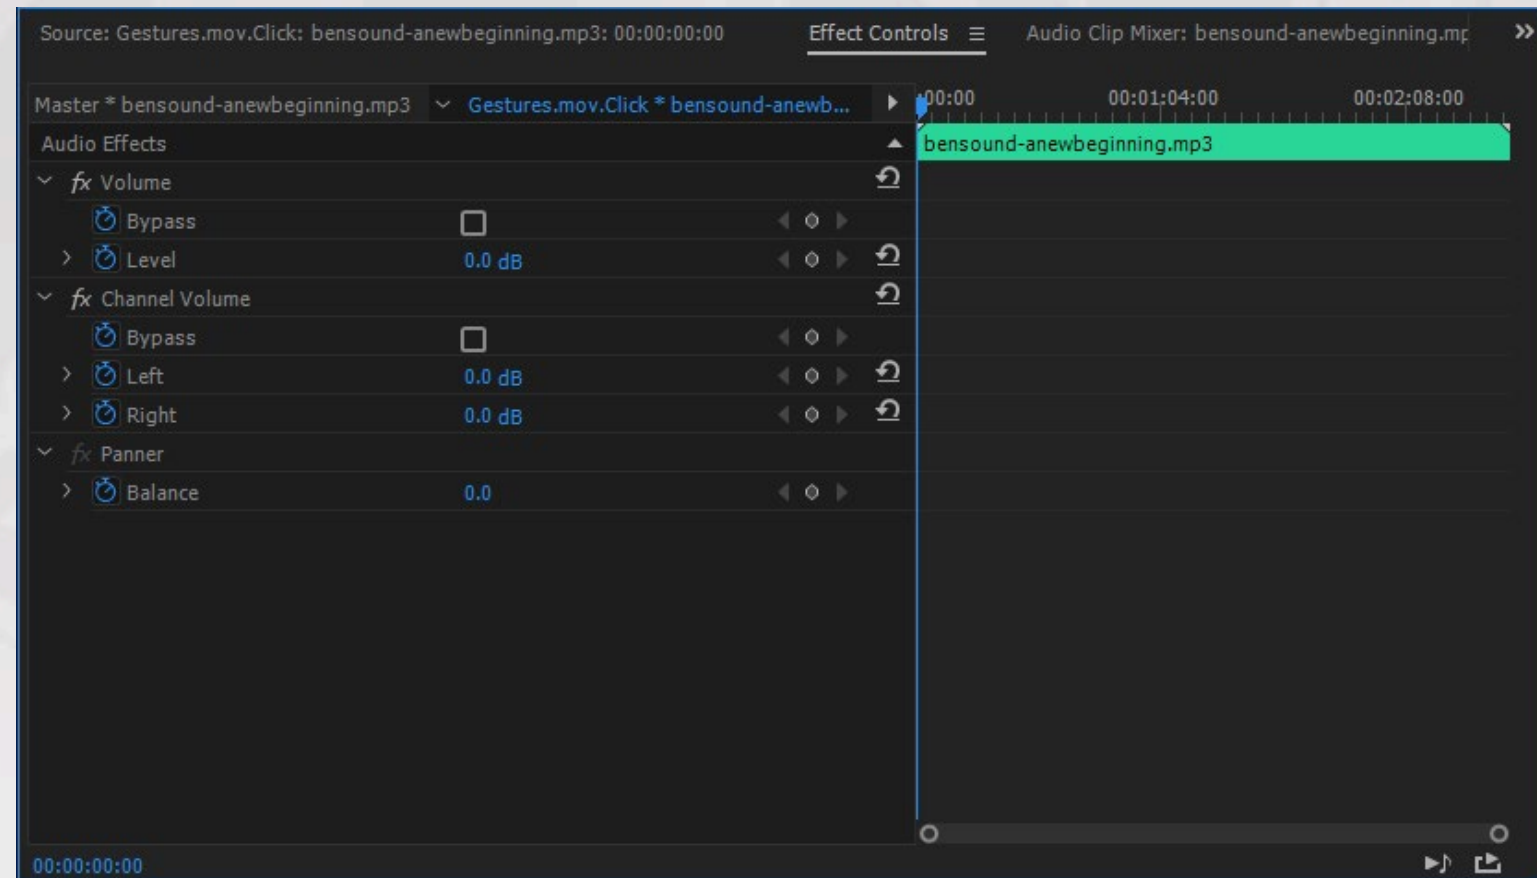 Source: Gestures.mov.Click: bensound-anewbeginning.mp3: 00:00:00:00 Effect Controls Audio Clip Mixer: bensound-anewbeginning.mp
Master * bensound-anewbeginning.mp3 Gestures.mov.Click * bensound-anewb... :00:00 00:01:04:00 00:02:08:00
Audio Effects bensound-anewbeginning.mp3
fx Volume
Bypass
Level 0.0 dB
fx Channel Volume
Bypass
Left 0.0 dB
Right 0.0 dB
fx Panner
Balance 0.0
00:00:00:00